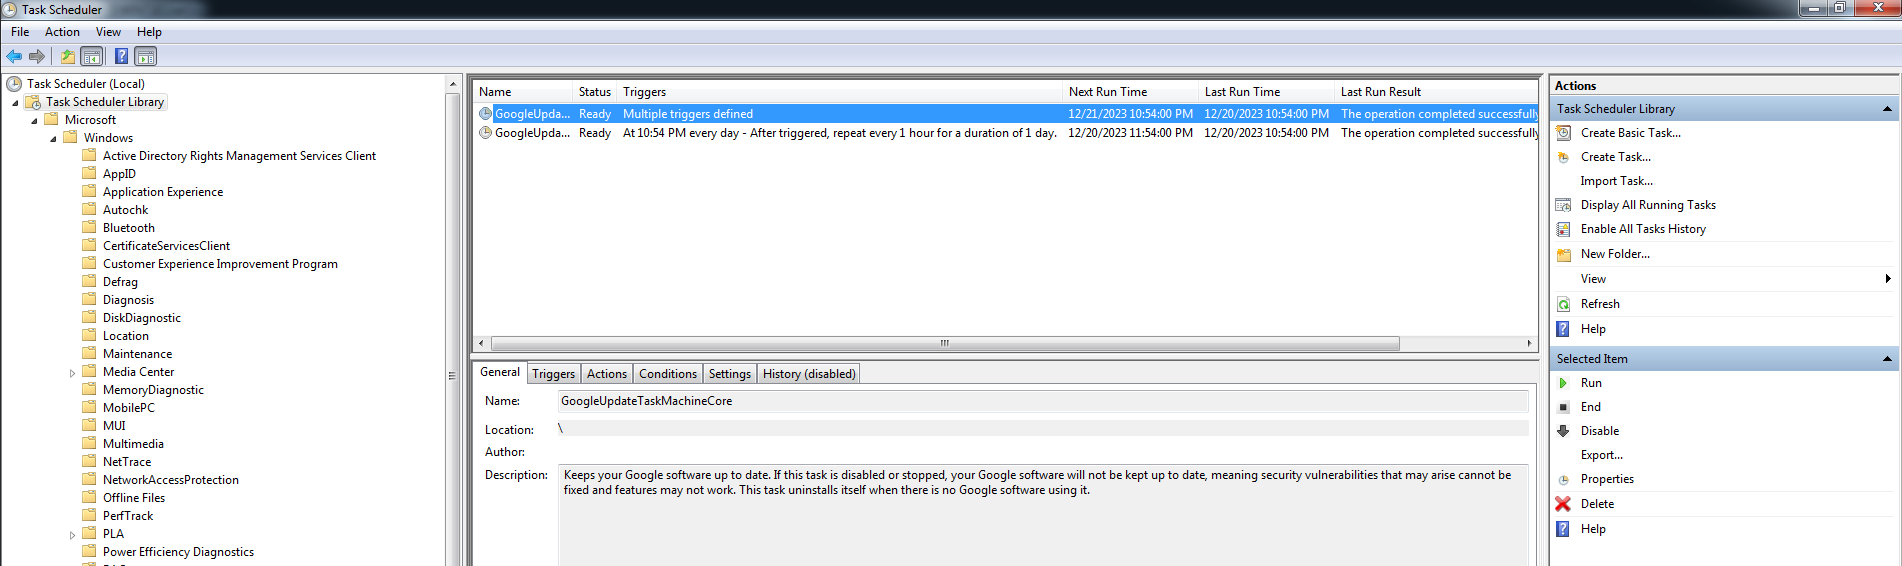 Task Scheduler
File Action View Help
Task Scheduler (Local)
Task Scheduler Library
Microsoft
Windows
Active Directory Rights Management Services Client
AppID
Application Experience
Autochk
Bluetooth
CertificateServicesClient
Customer Experience Improvement Program
Defrag
Diagnosis
DiskDiagnostic
Location
Maintenance
Media Center
MemoryDiagnostic
MobilePC
MUI
Multimedia
NetTrace
NetworkAccessProtection
Offline Files
PerfTrack
PLA
Power Efficiency Diagnostics
Name Status Triggers Next Run Time Last Run Time Last Run Result
GoogleUpda... Ready Multiple triggers defined 12/21/2023 10:54:00 PM 12/20/2023 10:54:00 PM The operation completed successfully
GoogleUpda... Ready At 10:54 PM every day - After triggered, repeat every 1 hour for a duration of 1 day. 12/20/2023 11:54:00 PM 12/20/2023 10:54:00 PM The operation completed successfully
General Triggers Actions Conditions Settings History (disabled)
Name: GoogleUpdateTaskMachineCore
Location: \
Author:
Description: Keeps your Google software up to date. If this task is disabled or stopped, your Google software will not be kept up to date, meaning security vulnerabilities that may arise cannot be
fixed and features may not work. This task uninstalls itself when there is no Google software using it.
Actions
Task Scheduler Library
Create Basic Task...
Create Task...
Import Task...
Display All Running Tasks
Enable All Tasks History
New Folder...
View
Refresh
Help
Selected Item
Run
End
Disable
Export...
Properties
Delete
Help